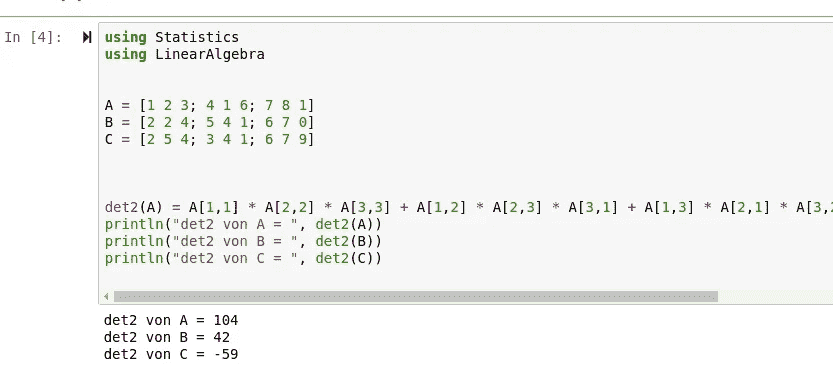 In [4]:
using Statistics
using LinearAlgebra
A = [1 2 3; 4 1 6; 7 8 1]
B = [2 2 4; 5 4 1; 6 7 0]
C = [2 5 4; 3 4 1; 6 7 9]
det2(A) = A[1,1] * A[2,2] * A[3,3] + A[1,2] * A[2,3] * A[3,1] + A[1,3] * A[2,1] * A[3,2
println("det2 von A = ", det2(A))
println("det2 von B = ", det2(B))
println("det2 von C = ", det2(C))
det2 von A = 104
det2 von B = 42
det2 von C = -59